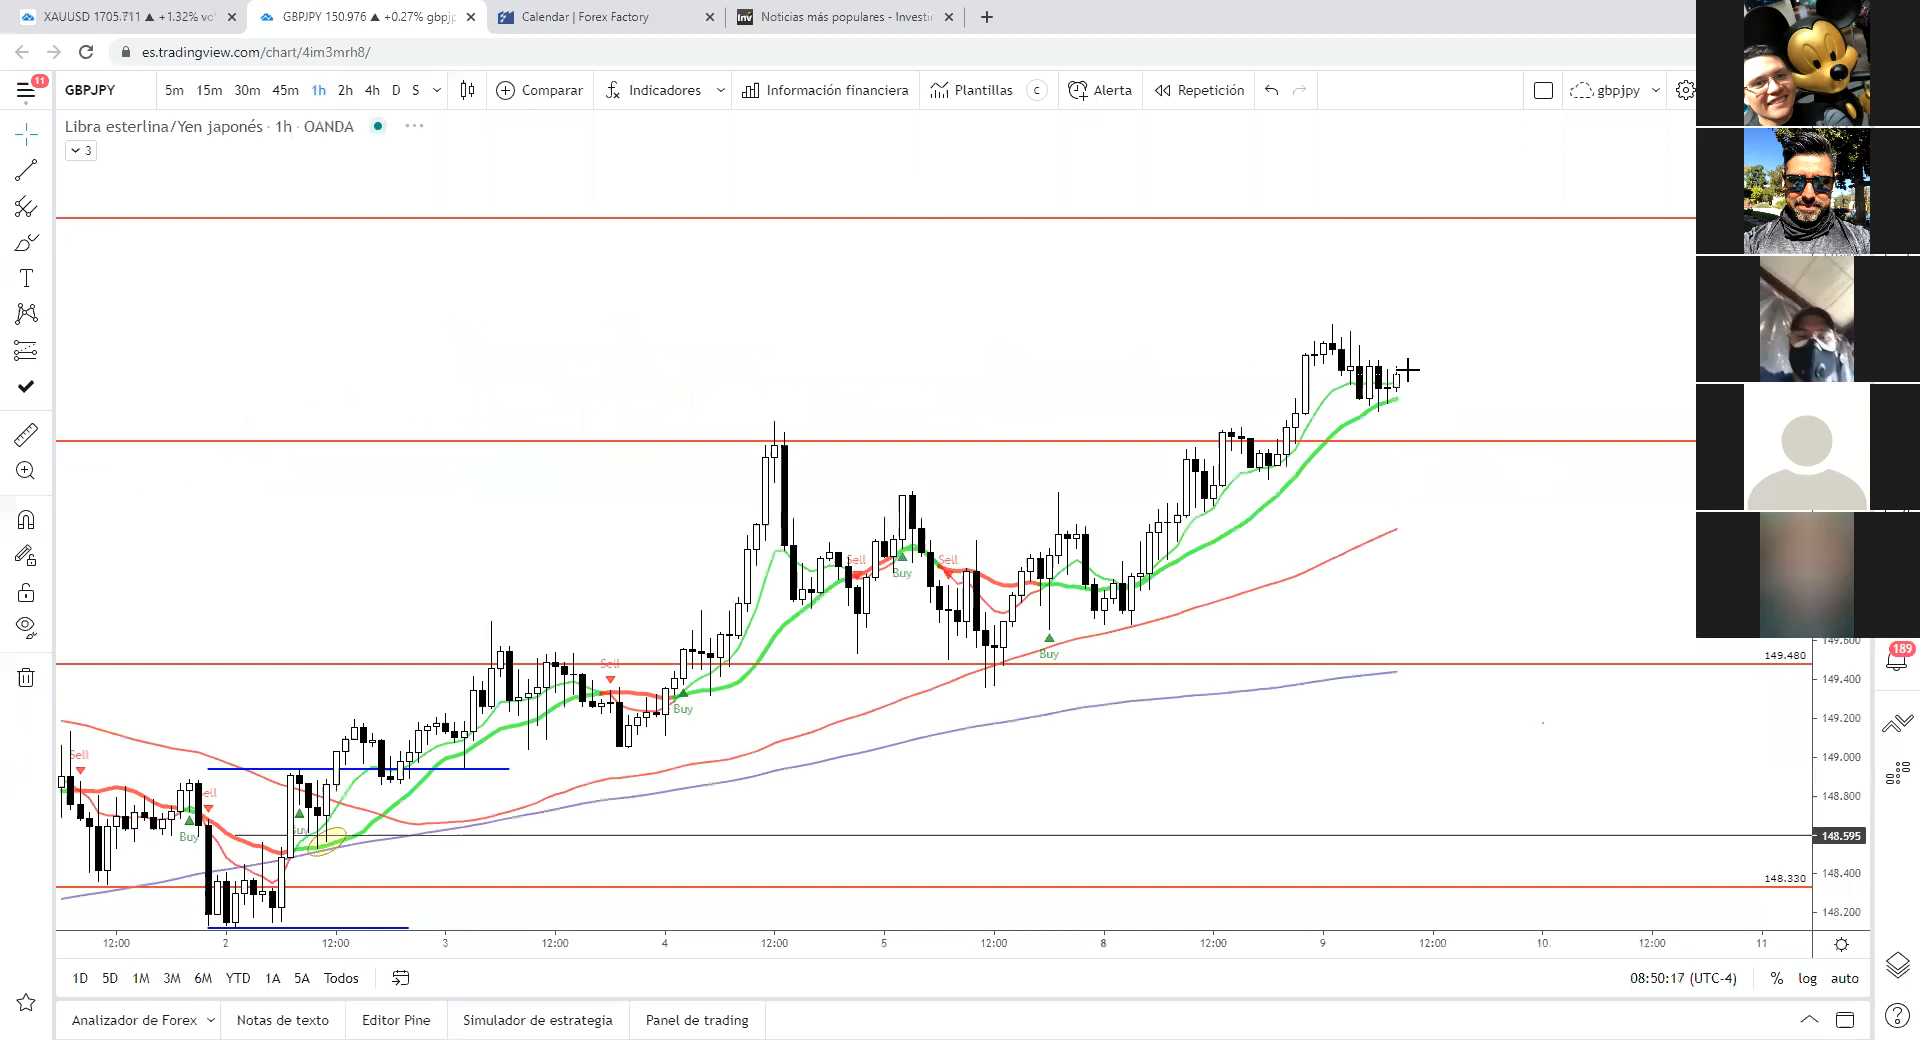 XAUUSD 1705.711 ▲ +1.32% vol
GBPJPY 150.976 ▲ +0.27% gbpjp
Calendar | Forex Factory
Noticias más populares - Investi
es.tradingview.com/chart/4im3mrh8/
11
GBPJPY
5m 15m 30m 45m 1h 2h 4h D S
Comparar
Indicadores
Información financiera
Plantillas
C
Alerta
Repetición
gbpjpy
Libra esterlina/Yen japonés · 1h · OANDA
3
Sell
Buy
Sell
Buy
Sell
Buy
Sell
Buy
Sell
Buy
149.600
149.480
149.400
149.200
149.000
148.800
148.595
148.400
148.330
148.200
189
12:00 2 12:00 3 12:00 4 12:00 5 12:00 8 12:00 9 12:00 10 12:00 11
1D 5D 1M 3M 6M YTD 1A 5A Todos
08:50:17 (UTC-4)
% log auto
Analizador de Forex
Notas de texto
Editor Pine
Simulador de estrategia
Panel de trading